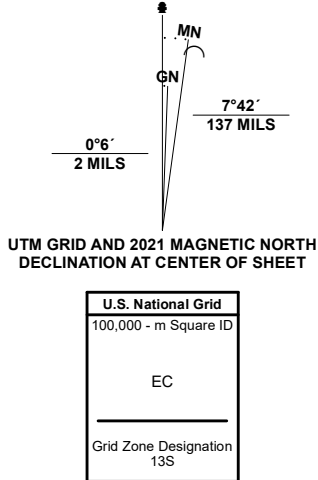 MN
GN
7°42´
137 MILS
0°6´
2 MILS
UTM GRID AND 2021 MAGNETIC NORTH
DECLINATION AT CENTER OF SHEET
U.S. National Grid
100,000 - m Square ID
EC
Grid Zone Designation
13S